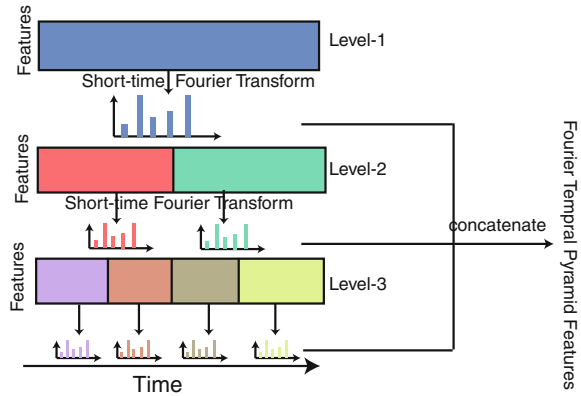 Features
Level-1
Short-time Fourier Transform
Features
Level-2
Short-time Fourier Transform
concatenate
Features
Level-3
Time
Fourier Tempral Pyramid Features